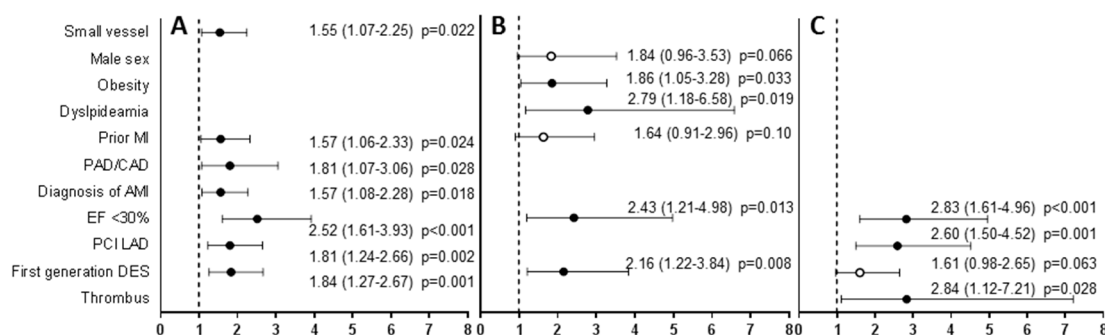 A
B
C
Small vessel 1.55 (1.07-2.25) p=0.022
Male sex 1.84 (0.96-3.53) p=0.066
Obesity 1.86 (1.05-3.28) p=0.033
Dyslpideamia 2.79 (1.18-6.58) p=0.019
Prior MI 1.57 (1.06-2.33) p=0.024 1.64 (0.91-2.96) p=0.10
PAD/CAD 1.81 (1.07-3.06) p=0.028
Diagnosis of AMI 1.57 (1.08-2.28) p=0.018
EF <30% 2.52 (1.61-3.93) p<0.001 2.43 (1.21-4.98) p=0.013 2.83 (1.61-4.96) p<0.001
PCI LAD 1.81 (1.24-2.66) p=0.002 2.60 (1.50-4.52) p=0.001
First generation DES 1.84 (1.27-2.67) p=0.001 2.16 (1.22-3.84) p=0.008 1.61 (0.98-2.65) p=0.063
Thrombus 2.84 (1.12-7.21) p=0.028
0 1 2 3 4 5 6 7 8 0 1 2 3 4 5 6 7 8 0 1 2 3 4 5 6 7 8